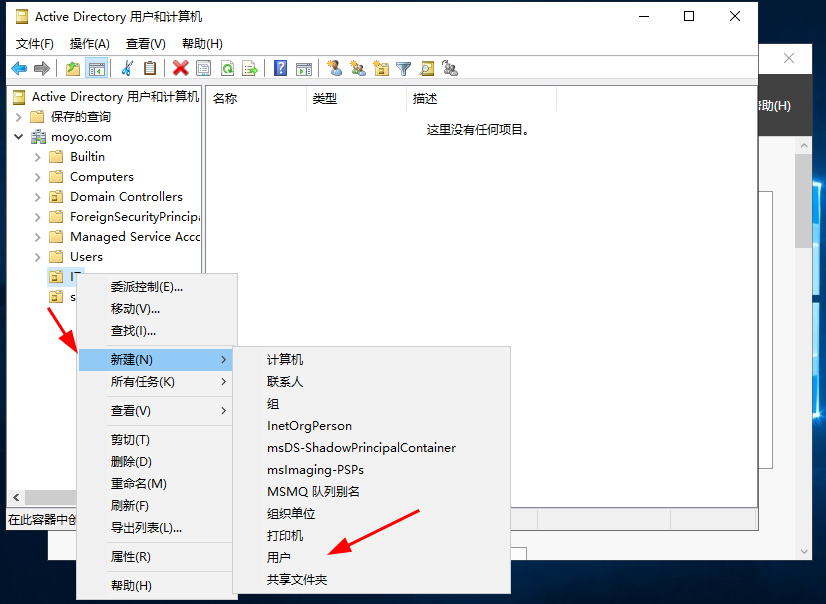 Active Directory 用户和计算机
文件(F) 操作(A) 查看(V) 帮助(H)
Active Directory 用户和计算机
名称 类型 描述
保存的查询
这里没有任何项目。
moyo.com
Builtin
Computers
Domain Controllers
ForeignSecurityPrincipa
Managed Service Acco
Users
IT
s
委派控制(E)...
移动(V)...
查找(I)...
新建(N)
所有任务(K)
查看(V)
剪切(T)
删除(D)
重命名(M)
刷新(F)
导出列表(L)...
属性(R)
帮助(H)
计算机
联系人
组
InetOrgPerson
msDS-ShadowPrincipalContainer
msImaging-PSPs
MSMQ 队列别名
组织单位
打印机
用户
共享文件夹
在此容器中创
帮助(H)